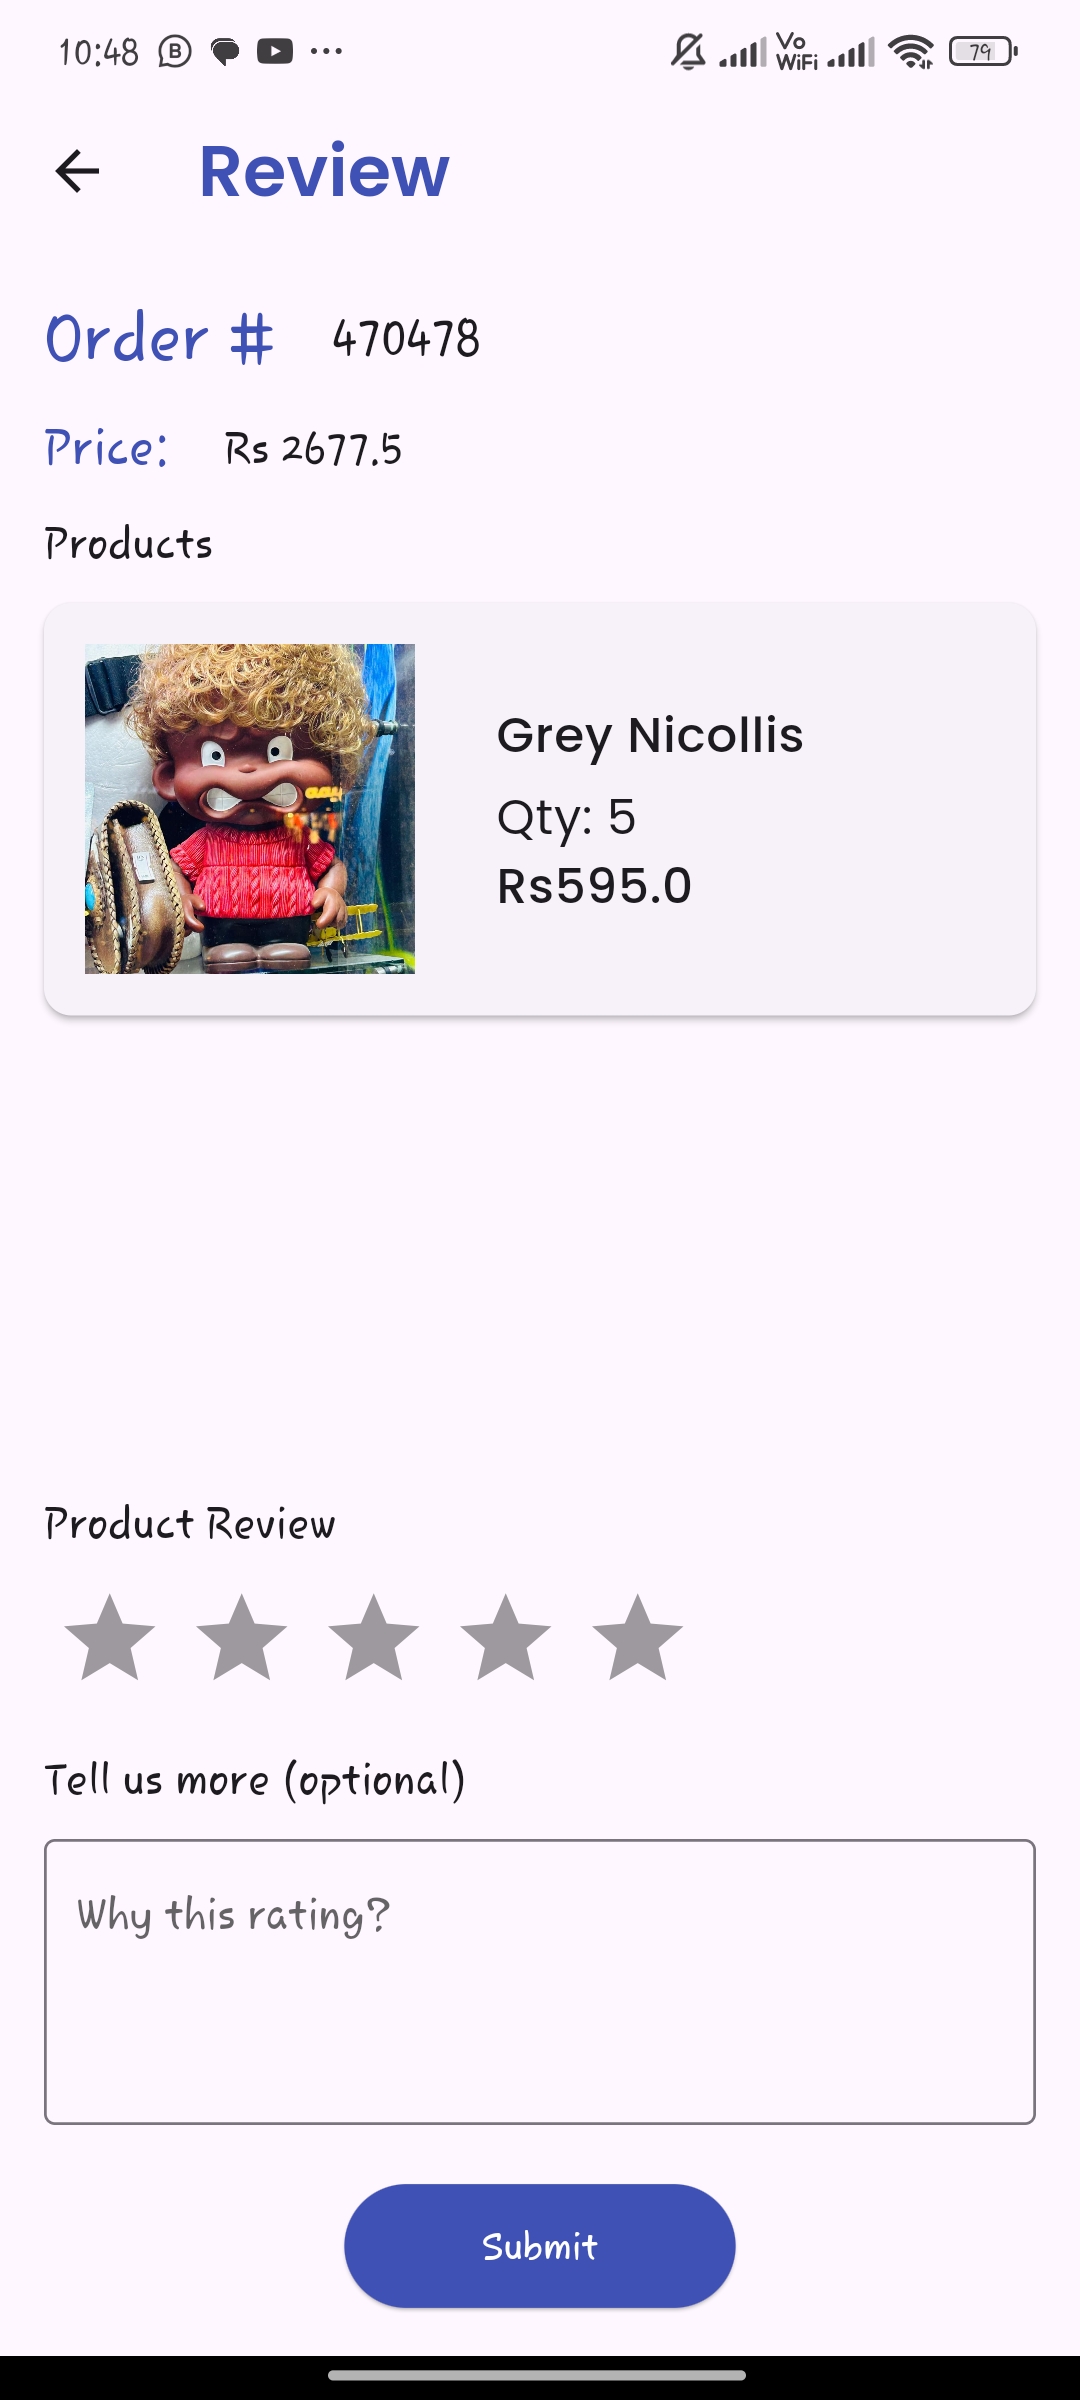 10:48 B ... Vo WiFi 79
Review
Order # 470478
Price: Rs 2677.5
Products
Grey Nicollis
Qty: 5
Rs595.0
Product Review
Tell us more (optional)
Why this rating?
Submit